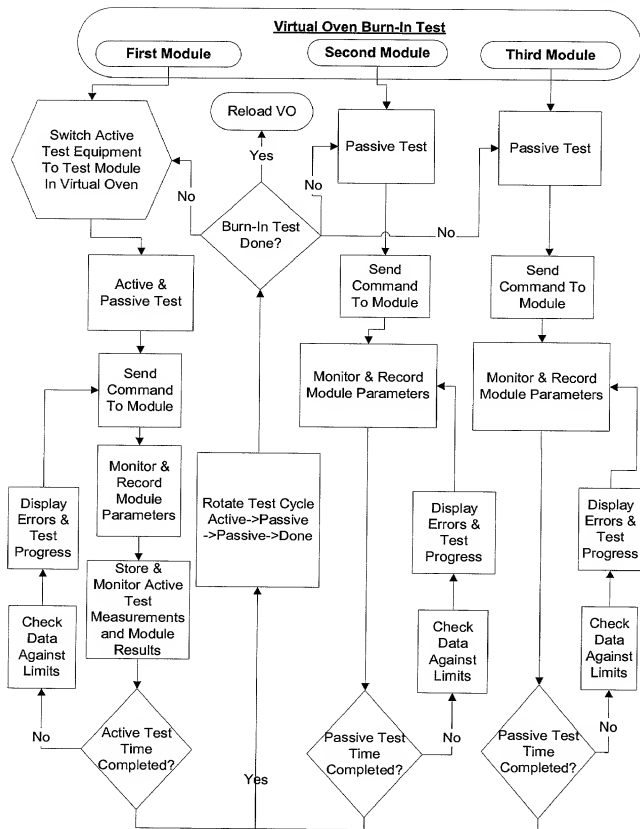 Virtual Oven Burn-In Test
First Module
Second Module
Third Module
Reload VO
Switch Active
Test Equipment
To Test Module
In Virtual Oven
Passive Test
Passive Test
Yes
No
No
No
Burn-In Test
Done?
Active &
Passive Test
Send
Command
To Module
Send
Command To
Module
Send
Command
To Module
Monitor & Record
Module Parameters
Monitor & Record
Module Parameters
Monitor &
Record
Module
Parameters
Rotate Test Cycle
Active->Passive
->Passive->Done
Display
Errors &
Test
Progress
Display
Errors &
Test
Progress
Display
Errors &
Test
Progress
Store &
Monitor Active
Test
Measurements
and Module
Results
Check
Data
Against
Limits
Check
Data
Against
Limits
Check
Data
Against
Limits
No
Active Test
Time
Completed?
Yes
Passive Test
Time
Completed?
No
Passive Test
Time
Completed?
No